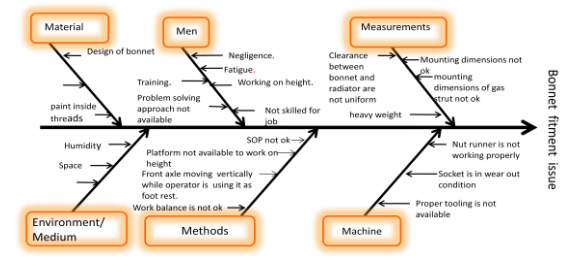 Material
Men
Measurements
Design of bonnet
paint inside
threads
Negligence.
Fatigue.
Training.
Working on height.
Problem solving
approach not
available
Not skilled for
job
Clearance
between
bonnet and
radiator are
not uniform
Mounting dimensions not
ok
mounting
dimensions of gas
strut not ok
heavy weight
Bonnet fitment issue
Humidity
Space
SOP not ok
Platform not available to work on
height
Front axle moving vertically
while operator is using it as
foot rest.
Work balance is not ok
Nut runner is not
working properly
Socket is in wear out
condition
Proper tooling is not
available
Environment/
Medium
Methods
Machine